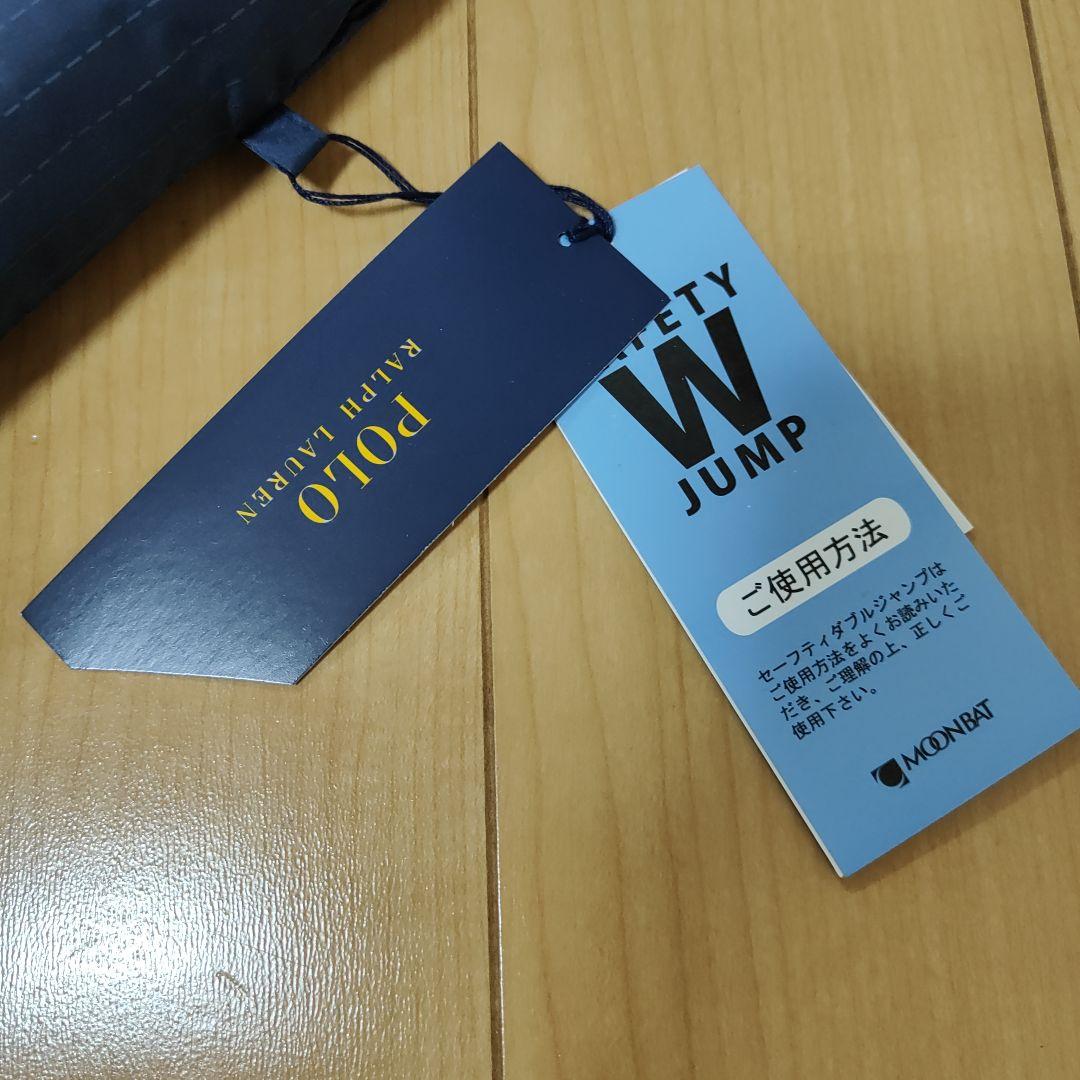 POLO
RALPH LAUREN
SAFETY
W
JUMP
ご使用方法
セーフティダブルジャンプは
ご使用方法をよくお読みいた
だき、ご理解の上、正しくご
使用下さい。
MOONBAT